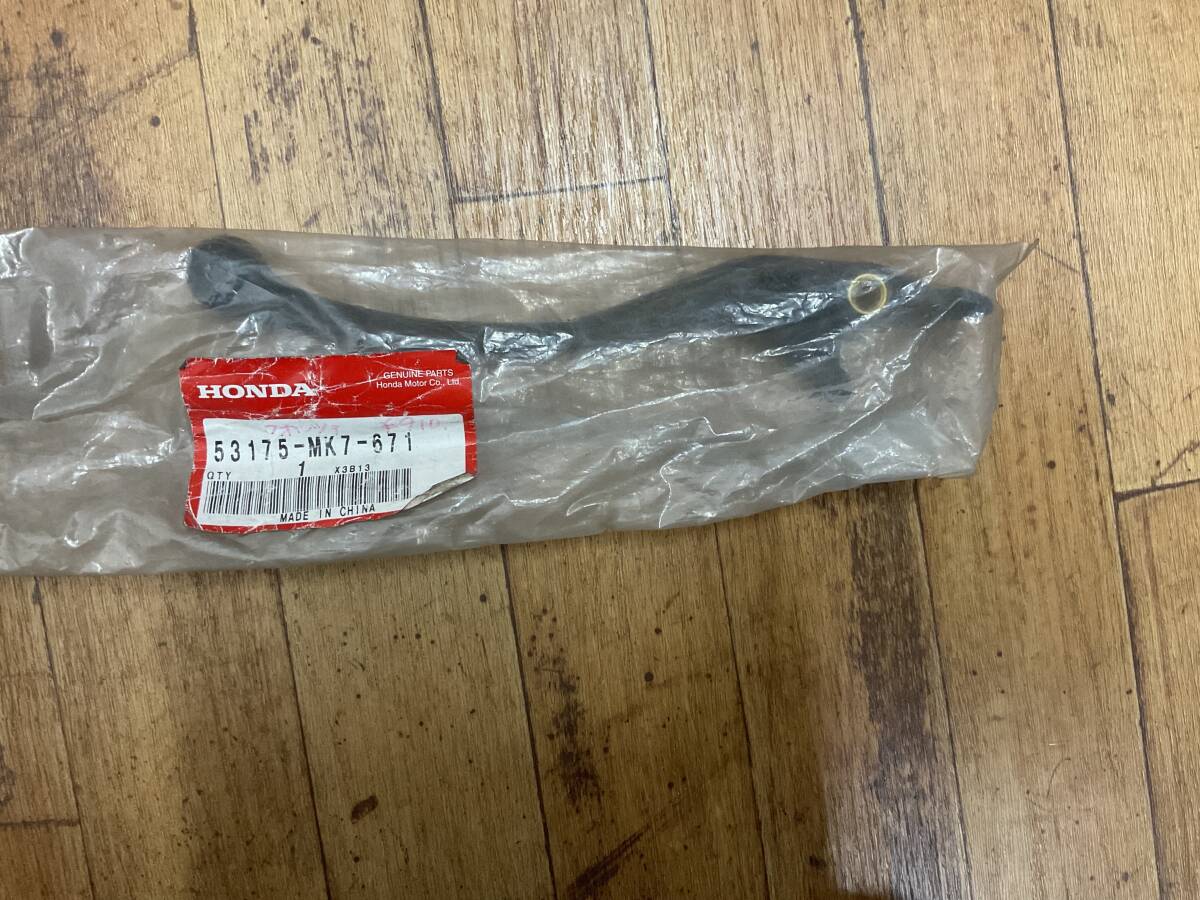 HONDA
GENUINE PARTS
Honda Motor Co., Ltd.
53175-MK7-671
QTY 1 X3B13
MADE IN CHINA